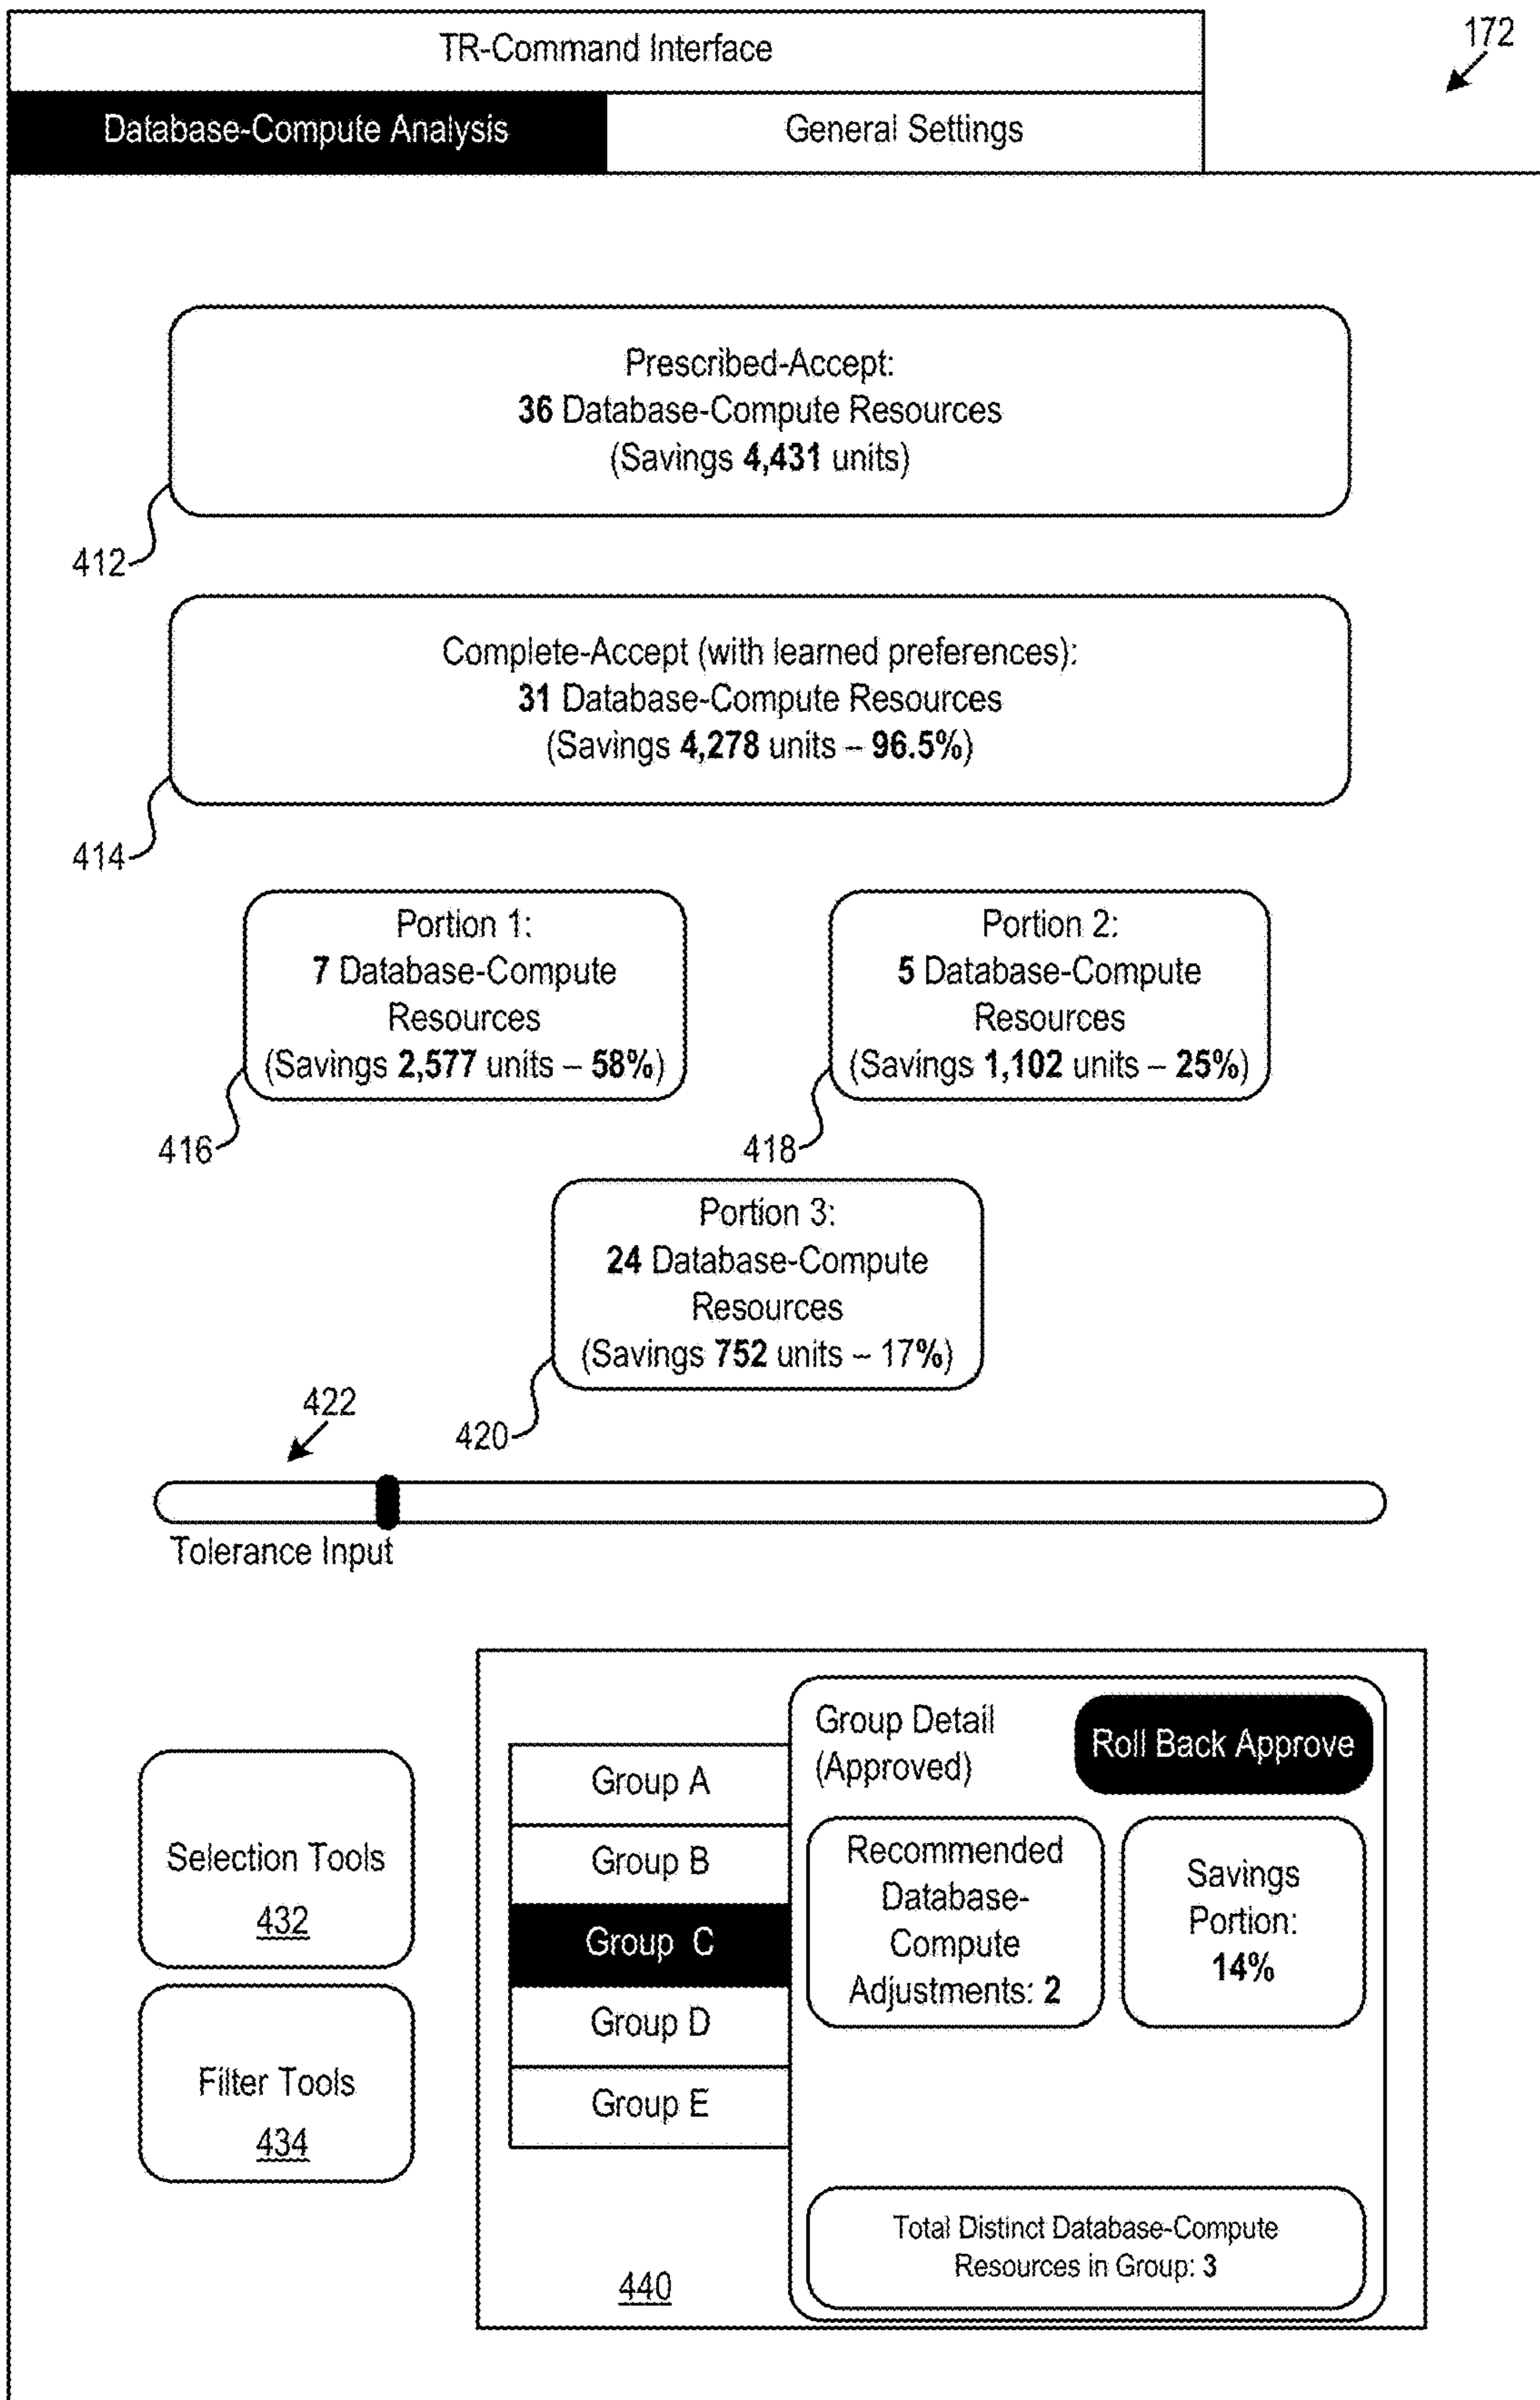 TR-Command Interface
172
Database-Compute Analysis
General Settings
Prescribed-Accept:
36 Database-Compute Resources
(Savings 4,431 units)
412
Complete-Accept (with learned preferences):
31 Database-Compute Resources
(Savings 4,278 units – 96.5%)
414
Portion 1:
7 Database-Compute
Resources
(Savings 2,577 units – 58%)
416
Portion 2:
5 Database-Compute
Resources
(Savings 1,102 units – 25%)
418
Portion 3:
24 Database-Compute
Resources
(Savings 752 units – 17%)
420
422
Tolerance Input
Selection Tools
432
Filter Tools
434
Group A
Group B
Group C
Group D
Group E
440
Group Detail
(Approved)
Roll Back Approve
Recommended
Database-
Compute
Adjustments: 2
Savings
Portion:
14%
Total Distinct Database-Compute
Resources in Group: 3